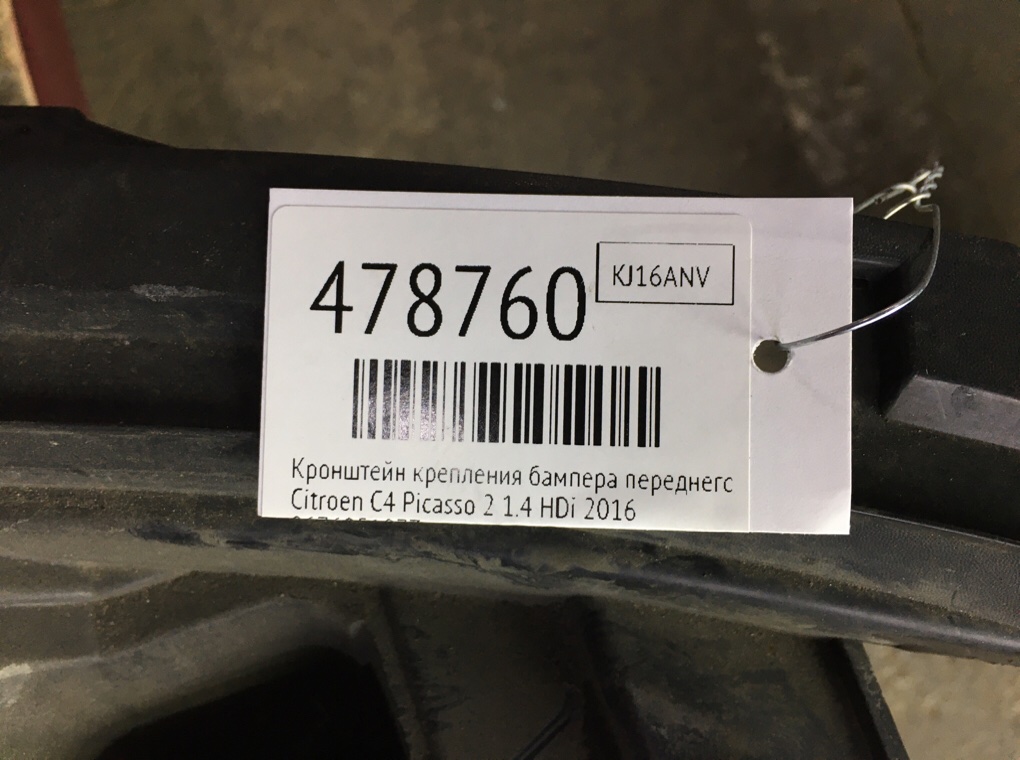 478760
KJ16ANV
Кронштейн крепления бампера переднегс
Citroen C4 Picasso 2 1.4 HDi 2016